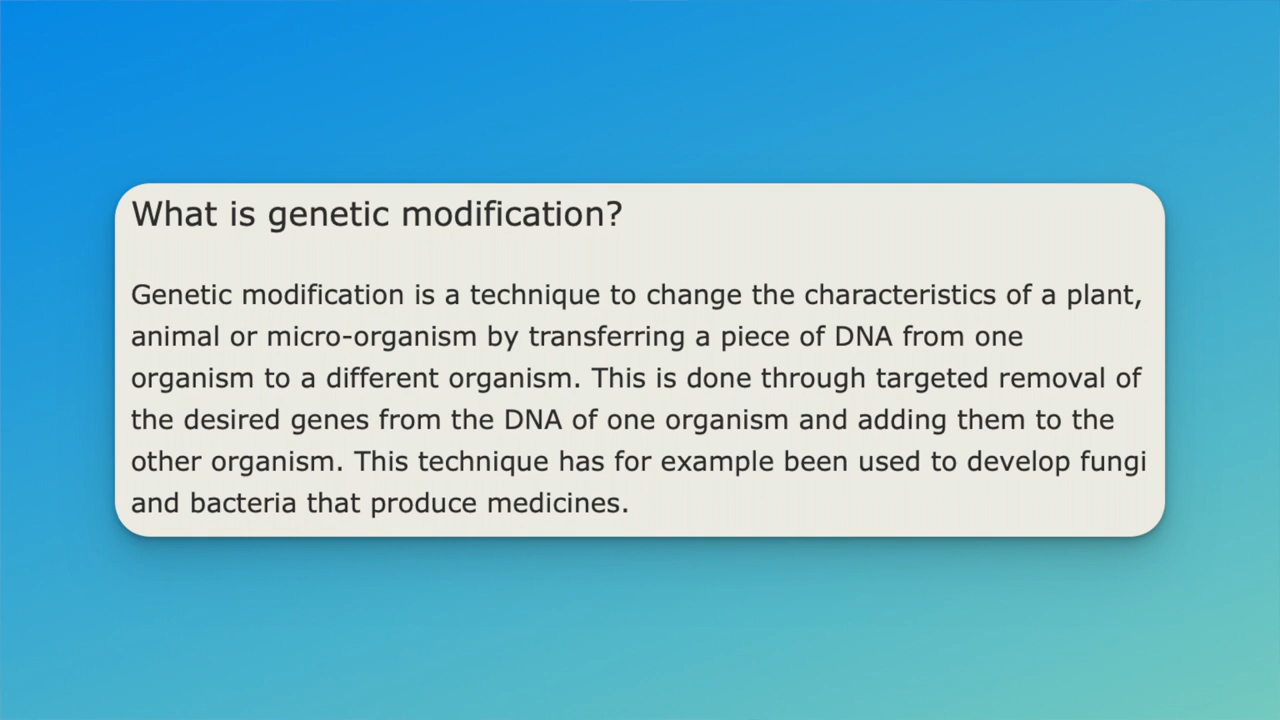 What is genetic modification?
Genetic modification is a technique to change the characteristics of a plant,
animal or micro-organism by transferring a piece of DNA from one
organism to a different organism. This is done through targeted removal of
the desired genes from the DNA of one organism and adding them to the
other organism. This technique has for example been used to develop fungi
and bacteria that produce medicines.